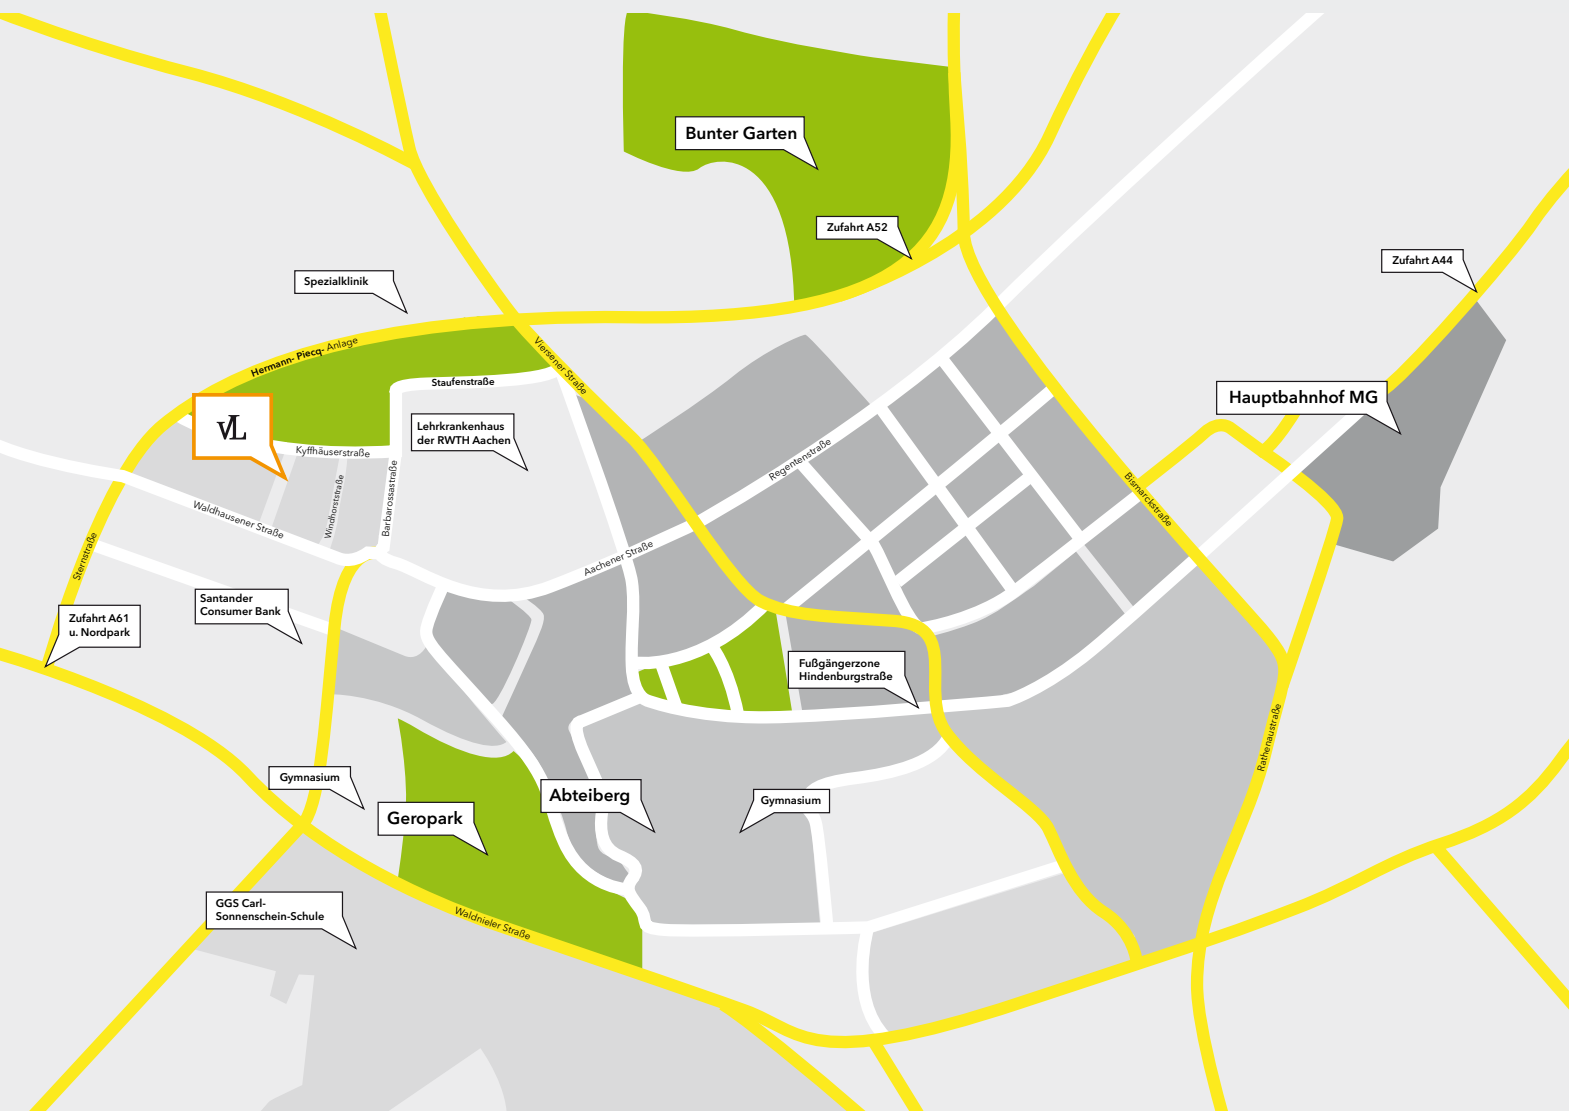 Bunter Garten
Zufahrt A52
Zufahrt A44
Spezialklinik
Hermann- Piecq- Anlage
Viersener Straße
Staufenstraße
Hauptbahnhof MG
VL
Lehrkrankenhaus
der RWTH Aachen
Kyffhäuserstraße
Regentenstraße
Windhorststraße
Barbarossastraße
Bismarckstraße
Waldhausener Straße
Aachener Straße
Sternstraße
Santander
Consumer Bank
Zufahrt A61
u. Nordpark
Fußgängerzone
Hindenburgstraße
Rathenaustraße
Gymnasium
Abteiberg
Gymnasium
Geropark
GGS Carl-
Sonnenschein-Schule
Waldnieler Straße